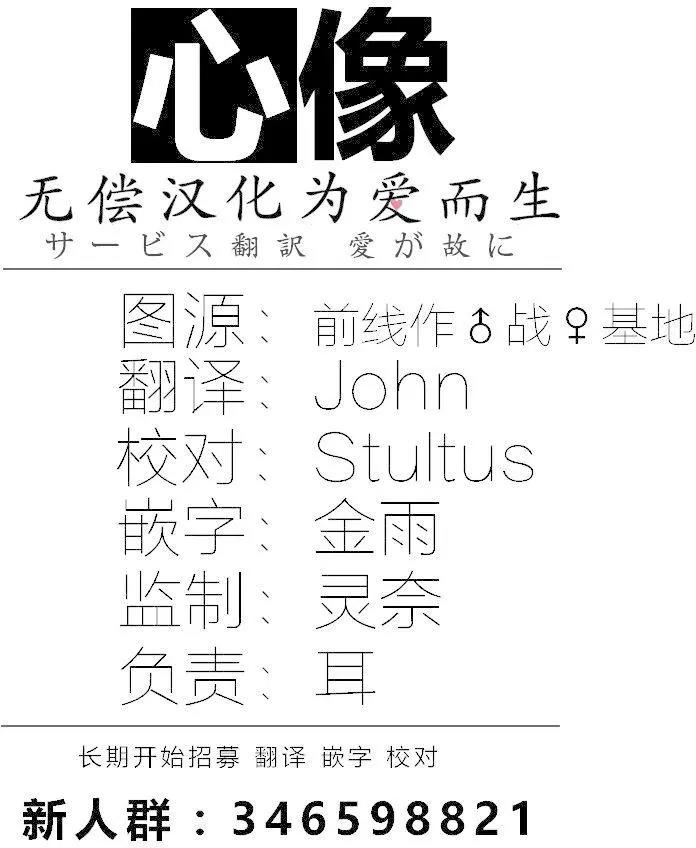 心像
无偿汉化为爱而生
サービス翻訳 愛が故に
图源： 前线作♂战♀基地
翻译： John
校对： Stultus
嵌字： 金雨
监制： 灵奈
负责： 耳
长期开始招募 翻译 嵌字 校对
新人群：346598821